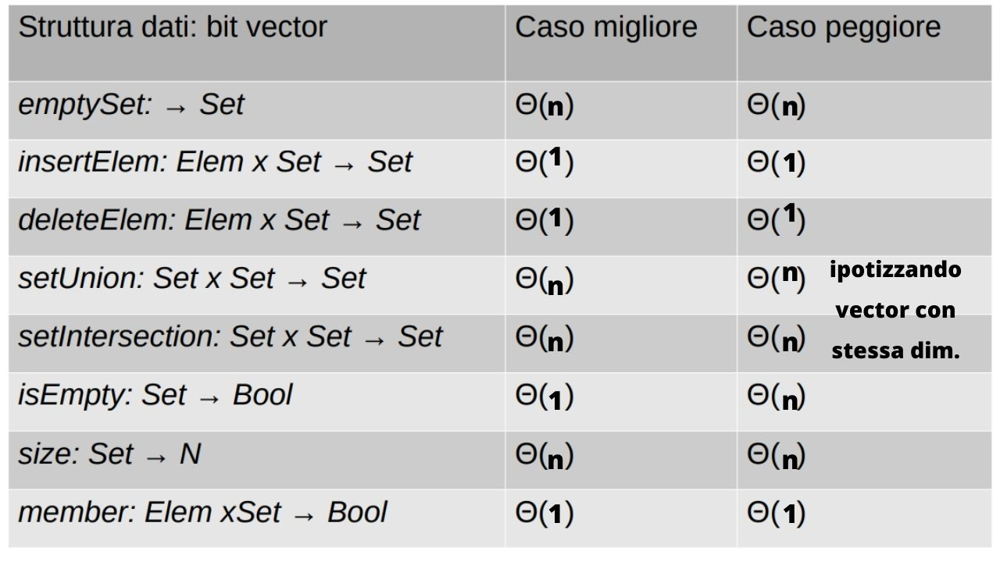 Struttura dati: bit vector Caso migliore Caso peggiore
emptySet: → Set Θ(n) Θ(n)
insertElem: Elem x Set → Set Θ(1) Θ(1)
deleteElem: Elem x Set → Set Θ(1) Θ(1)
setUnion: Set x Set → Set Θ(n) Θ(n) ipotizzando
vector con
setIntersection: Set x Set → Set Θ(n) Θ(n) stessa dim.
isEmpty: Set → Bool Θ(1) Θ(n)
size: Set → N Θ(n) Θ(n)
member: Elem xSet → Bool Θ(1) Θ(1)